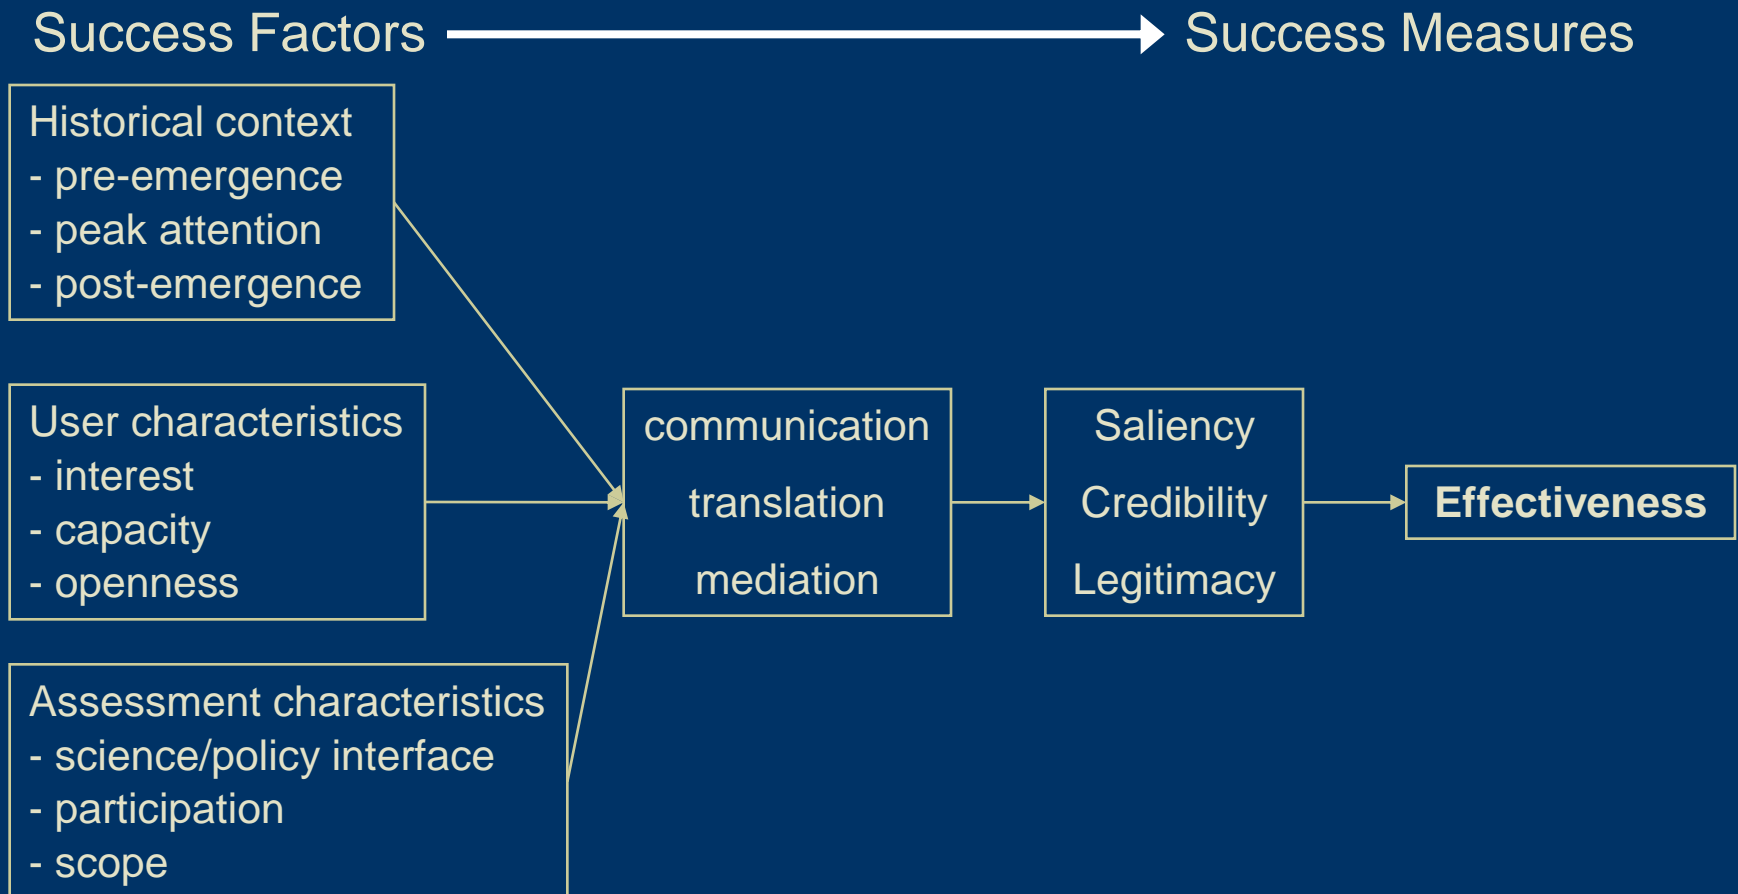 Success Factors
Success Measures
Historical context
- pre-emergence
- peak attention
- post-emergence
User characteristics
- interest
- capacity
- openness
Assessment characteristics
- science/policy interface
- participation
- scope
communication
translation
mediation
Saliency
Credibility
Legitimacy
Effectiveness